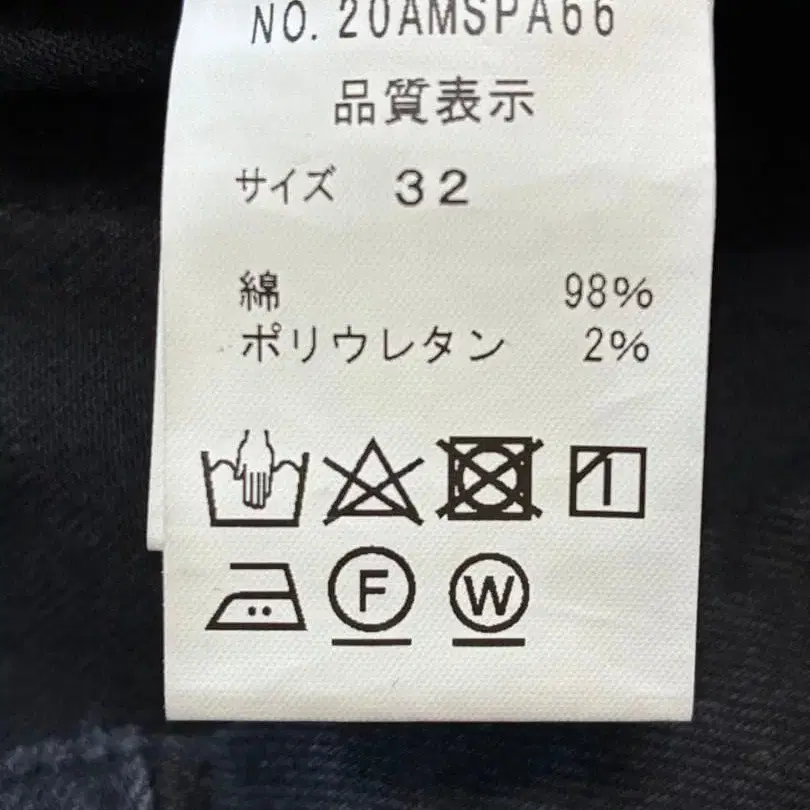 NO. 20AMSPA66
品質表示
サイズ 32
綿 98%
ポリウレタン 2%
F W